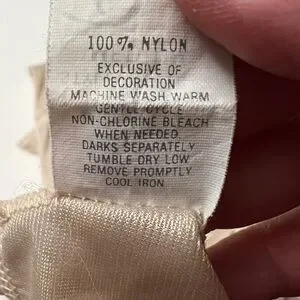 100% NYLON
EXCLUSIVE OF
DECORATION
MACHINE WASH WARM
GENTLE CYCLE
NON-CHLORINE BLEACH
WHEN NEEDED
DARKS SEPARATELY
TUMBLE DRY LOW
REMOVE PROMPTLY
COOL IRON